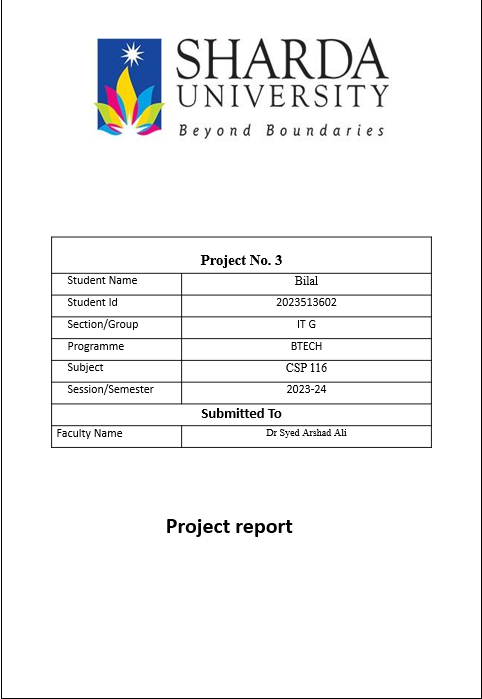 SHARDA
UNIVERSITY
Beyond Boundaries
Project No. 3
Student Name Bilal
Student Id 2023513602
Section/Group IT G
Programme BTECH
Subject CSP 116
Session/Semester 2023-24
Submitted To
Faculty Name Dr Syed Arshad Ali
Project report